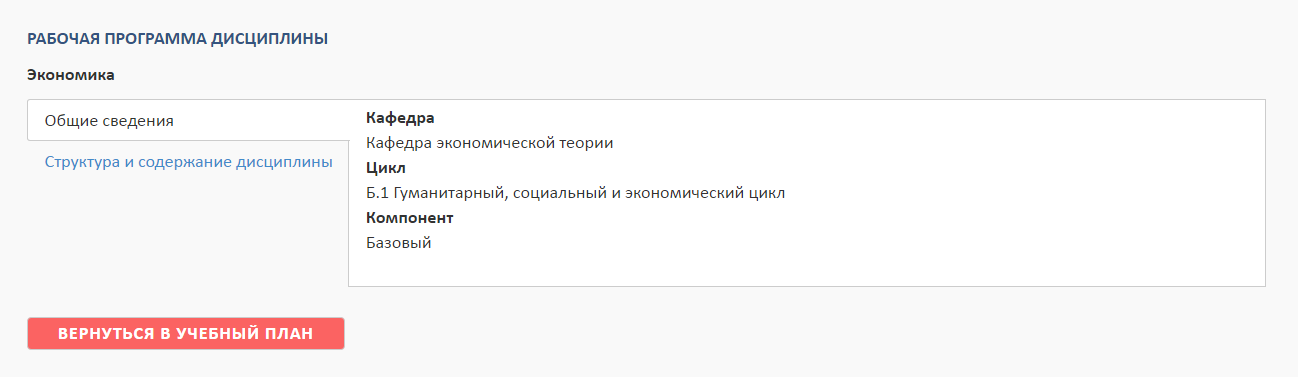 РАБОЧАЯ ПРОГРАММА ДИСЦИПЛИНЫ
Экономика
Общие сведения
Структура и содержание дисциплины
Кафедра
Кафедра экономической теории
Цикл
Б.1 Гуманитарный, социальный и экономический цикл
Компонент
Базовый
ВЕРНУТЬСЯ В УЧЕБНЫЙ ПЛАН